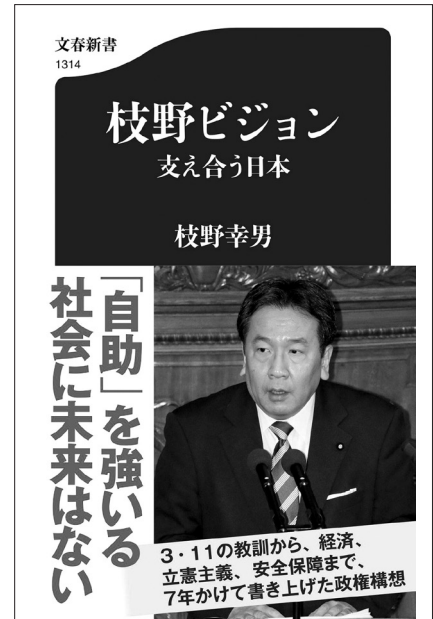 文春新書
1314
枝野ビジョン
支え合う日本
枝野幸男
「自助」を強いる
社会に未来はない
3・11の教訓から、経済、
立憲主義、安全保障まで、
7年かけて書き上げた政権構想